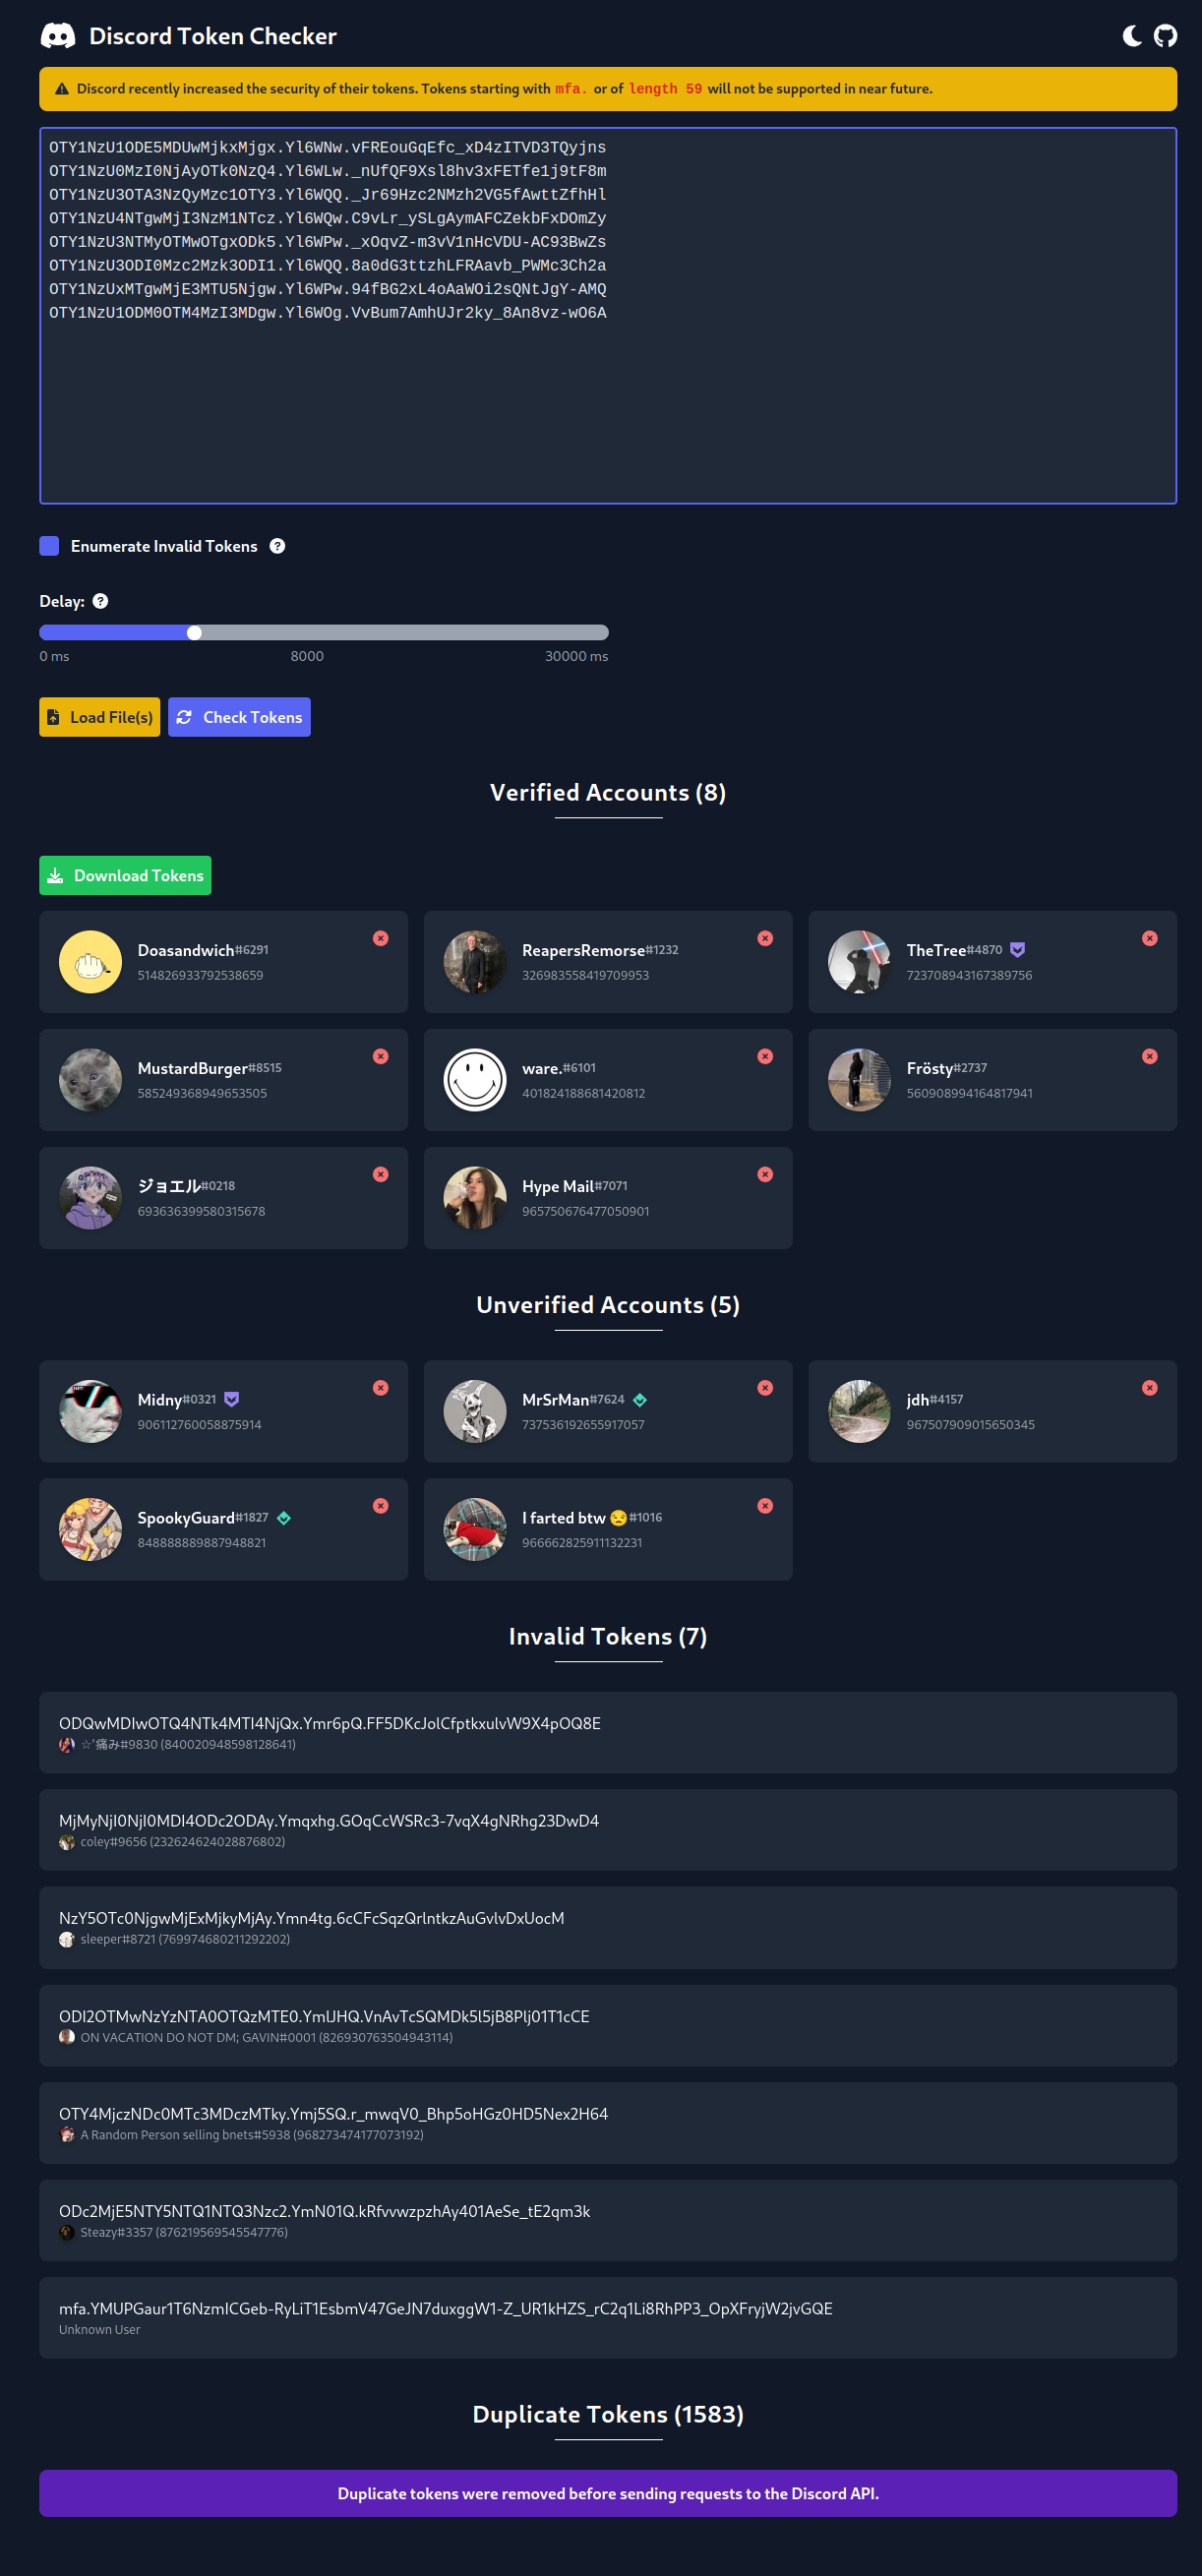 Discord Token Checker
Discord recently increased the security of their tokens. Tokens starting with mfa. or of length 59 will not be supported in near future.
OTY1NzU1ODE5MDUwMjkxMjgx.Yl6WNw.vFREouGqEfc_xD4zITVD3TQyjns
OTY1NzU0MzI0NjAyOTk0NzQ4.Yl6WLw._nUfQF9Xsl8hv3xFETfe1j9tF8m
OTY1NzU3OTA3NzQyMzc1OTY3.Yl6WQQ._Jr69Hzc2NMzh2VG5fAwttZfhHl
OTY1NzU4NTgwMjI3NzM1NTcz.Yl6WQw.C9vLr_ySLgAymAFCZekbFxDOmZy
OTY1NzU3NTMyOTMwOTgxODk5.Yl6WPw._xOqvZ-m3vV1nHcVDU-AC93BwZs
OTY1NzU3ODI0Mzc2Mzk3ODI1.Yl6WQQ.8a0dG3ttzhLFRAavb_PWMc3Ch2a
OTY1NzUxMTgwMjE3MTU5Njgw.Yl6WPw.94fBG2xL4oAaWOi2sQNtJgY-AMQ
OTY1NzU1ODM0OTM4MzI3MDgw.Yl6WOg.VvBum7AmhUJr2ky_8An8vz-wO6A
Enumerate Invalid Tokens
Delay:
0 ms 8000 30000 ms
Load File(s) Check Tokens
Verified Accounts (8)
Download Tokens
Doasandwich#6291
514826933792538659
ReapersRemorse#1232
326983558419709953
TheTree#4870
723708943167389756
MustardBurger#8515
585249368949653505
ware.#6101
401824188681420812
Frösty#2737
560908994164817941
ジョエル#0218
693636399580315678
Hype Mail#7071
965750676477050901
Unverified Accounts (5)
Midny#0321
906112760058875914
MrSrMan#7624
737536192655917057
jdh#4157
967507909015650345
SpookyGuard#1827
848888889887948821
I farted btw 😒#1016
966662825911132231
Invalid Tokens (7)
ODQwMDIwOTQ4NTk4MTI4NjQx.Ymr6pQ.FF5DKcJolCfptkxulvW9X4pOQ8E
☆′痛み#9830 (840020948598128641)
MjMyNjI0NjI0MDI4ODc2ODAy.Ymqxhg.GOqCcWSRc3-7vqX4gNRhg23DwD4
coley#9656 (232624624028876802)
NzY5OTc0NjgwMjExMjkyMjAy.Ymn4tg.6cCFcSqzQrlntkzAuGvlvDxUocM
sleeper#8721 (769974680211292202)
ODI2OTMwNzYzNTA0OTQzMTE0.YmlJHQ.VnAvTcSQMDk5l5jB8Plj01T1cCE
ON VACATION DO NOT DM; GAVIN#0001 (826930763504943114)
OTY4MjczNDc0MTc3MDczMTky.Ymj5SQ.r_mwqV0_Bhp5oHGz0HD5Nex2H64
A Random Person selling bnets#5938 (968273474177073192)
ODc2MjE5NTY5NTQ1NTQ3Nzc2.YmN01Q.kRfvvwzpzhAy401AeSe_tE2qm3k
Steazy#3357 (876219569545547776)
mfa.YMUPGaur1T6NzmICGeb-RyLiT1EsbmV47GeJN7duxggW1-Z_UR1kHZS_rC2q1Li8RhPP3_OpXFryjW2jvGQE
Unknown User
Duplicate Tokens (1583)
Duplicate tokens were removed before sending requests to the Discord API.